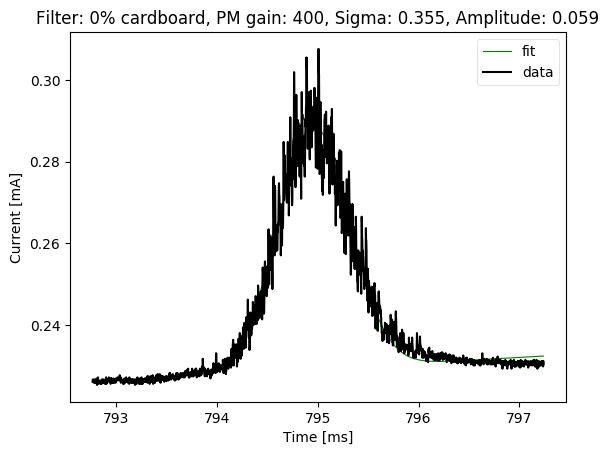 Filter: 0% cardboard, PM gain: 400, Sigma: 0.355, Amplitude: 0.059
fit
data
0.30
0.28
0.26
0.24
Current [mA]
793
794
795
796
797
Time [ms]